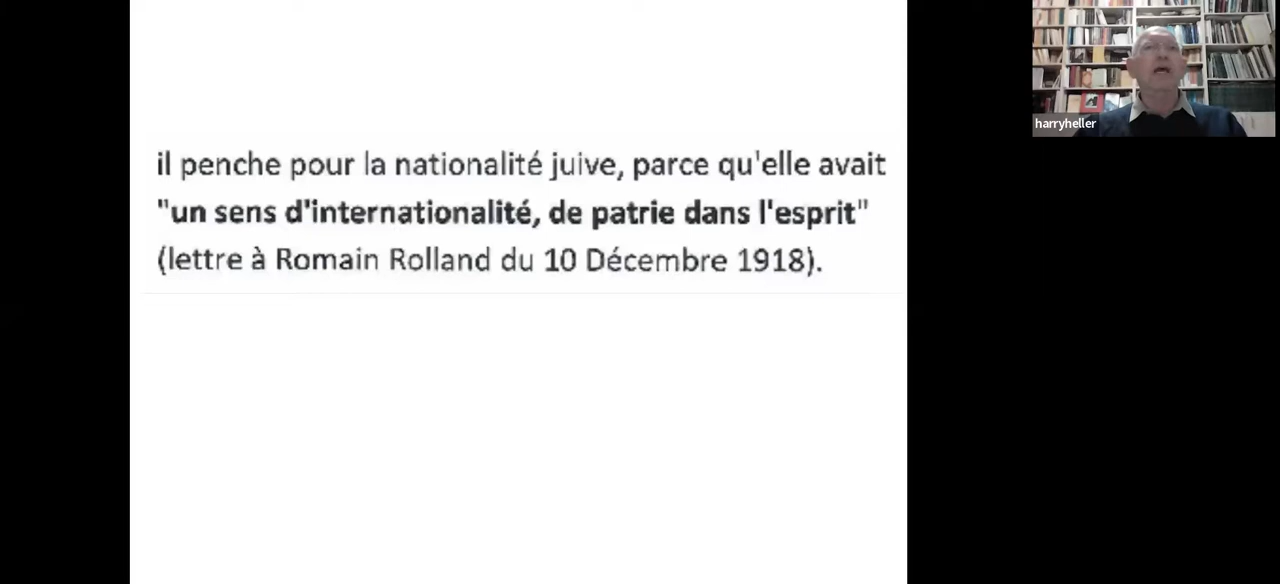 il penche pour la nationalité juive, parce qu'elle avait
"un sens d'internationalité, de patrie dans l'esprit"
(lettre à Romain Rolland du 10 Décembre 1918).
harryheller